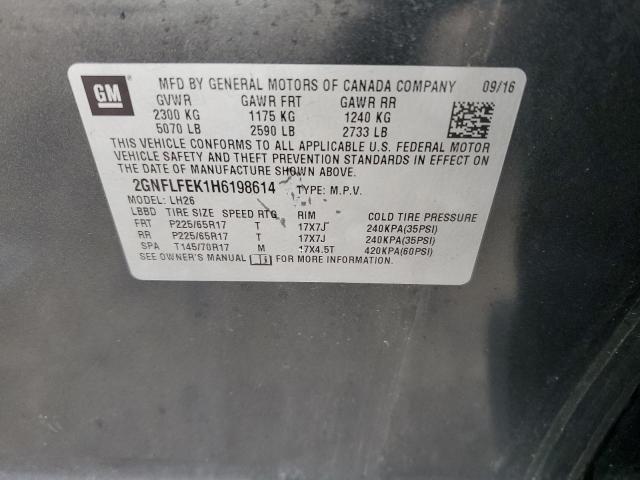 GM
MFD BY GENERAL MOTORS OF CANADA COMPANY 09/16
GVWR GAWR FRT GAWR RR
2300 KG 1175 KG 1240 KG
5070 LB 2590 LB 2733 LB
THIS VEHICLE CONFORMS TO ALL APPLICABLE U.S. FEDERAL MOTOR
VEHICLE SAFETY AND THEFT PREVENTION STANDARDS IN EFFECT ON
THE DATE OF MANUFACTURE SHOWN ABOVE.
2GNFLFEK1H6198614 TYPE: M.P.V.
MODEL: LH26
LBBD TIRE SIZE SPEED RTG RIM COLD TIRE PRESSURE
FRT P225/65R17 T 17X7J 240KPA(35PSI)
RR P225/65R17 T 17X7J 240KPA(35PSI)
SPA T145/70R17 M 17X4.5T 420KPA(60PSI)
SEE OWNER'S MANUAL FOR MORE INFORMATION.